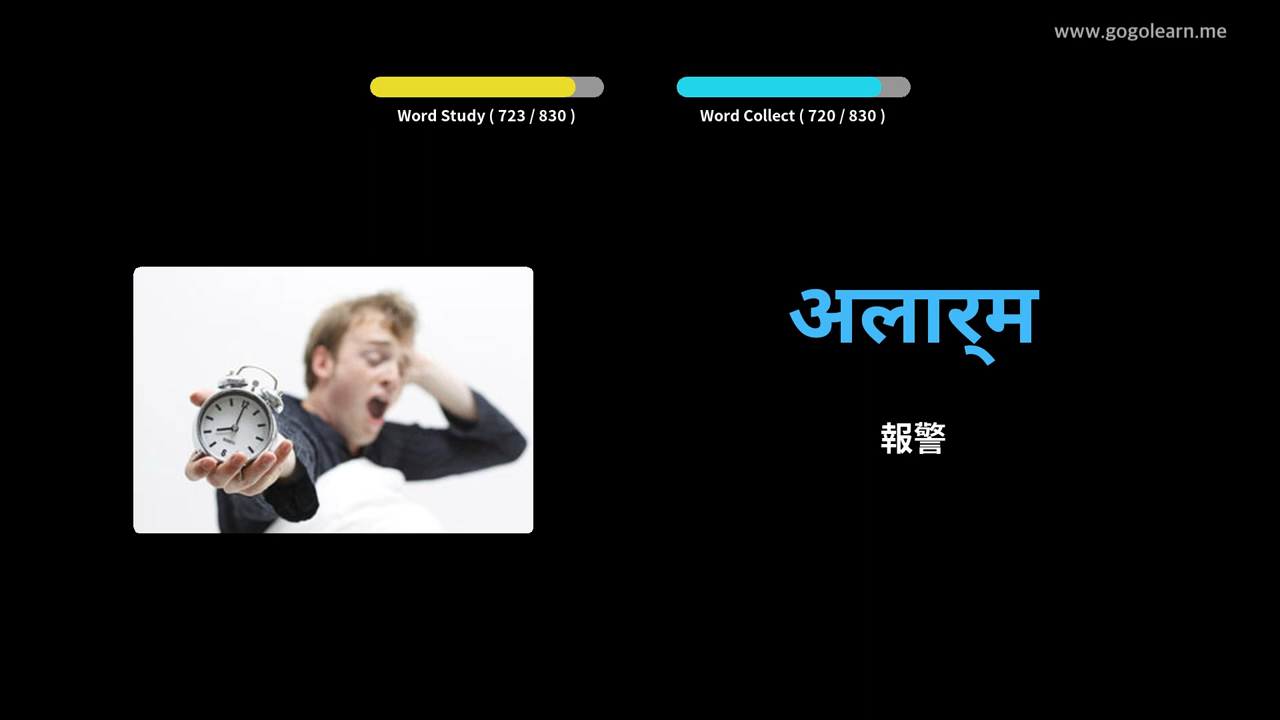 www.gogolearn.me
Word Study ( 723 / 830 )
Word Collect ( 720 / 830 )
अलार्‌म
報警